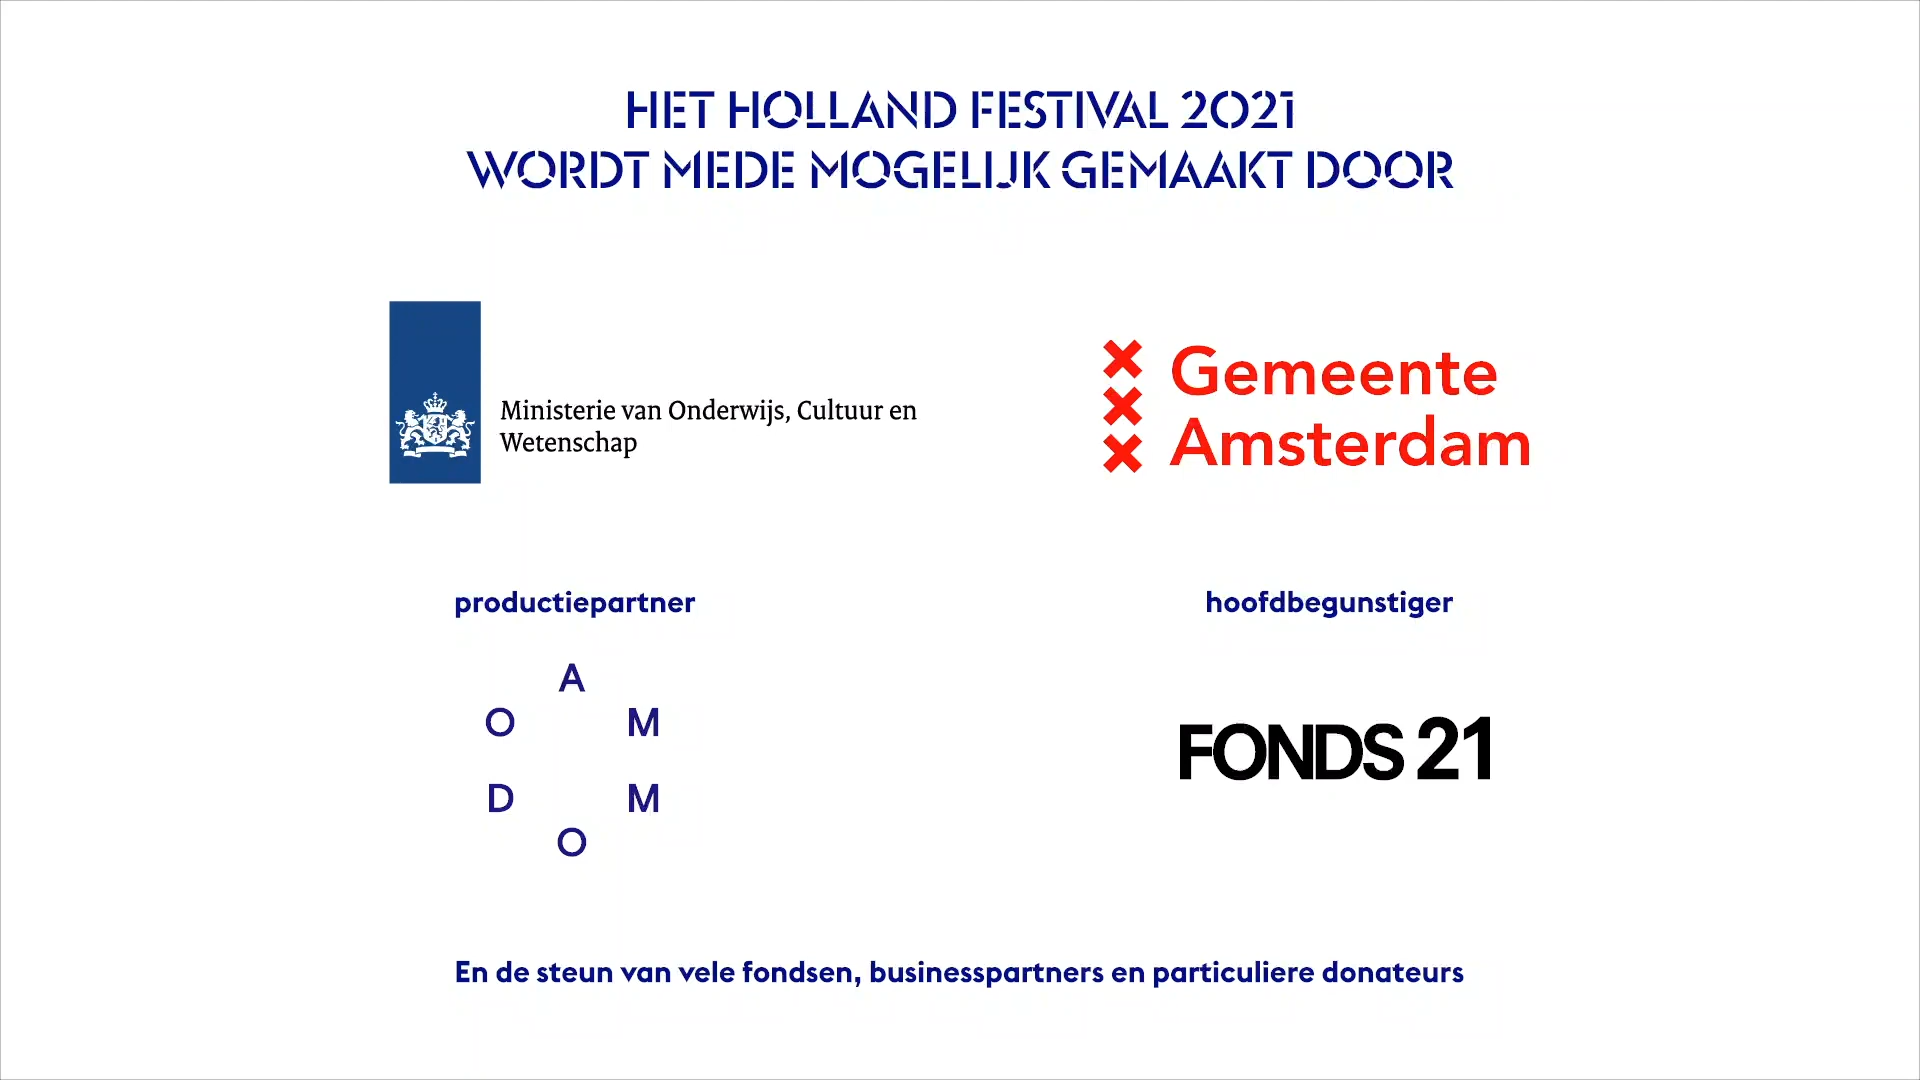 HET HOLLAND FESTIVAL 2021
WORDT MEDE MOGELIJK GEMAAKT DOOR
Ministerie van Onderwijs, Cultuur en
Wetenschap
Gemeente
Amsterdam
productiepartner
AMMODO
hoofdbegunstiger
FONDS 21
En de steun van vele fondsen, businesspartners en particuliere donateurs